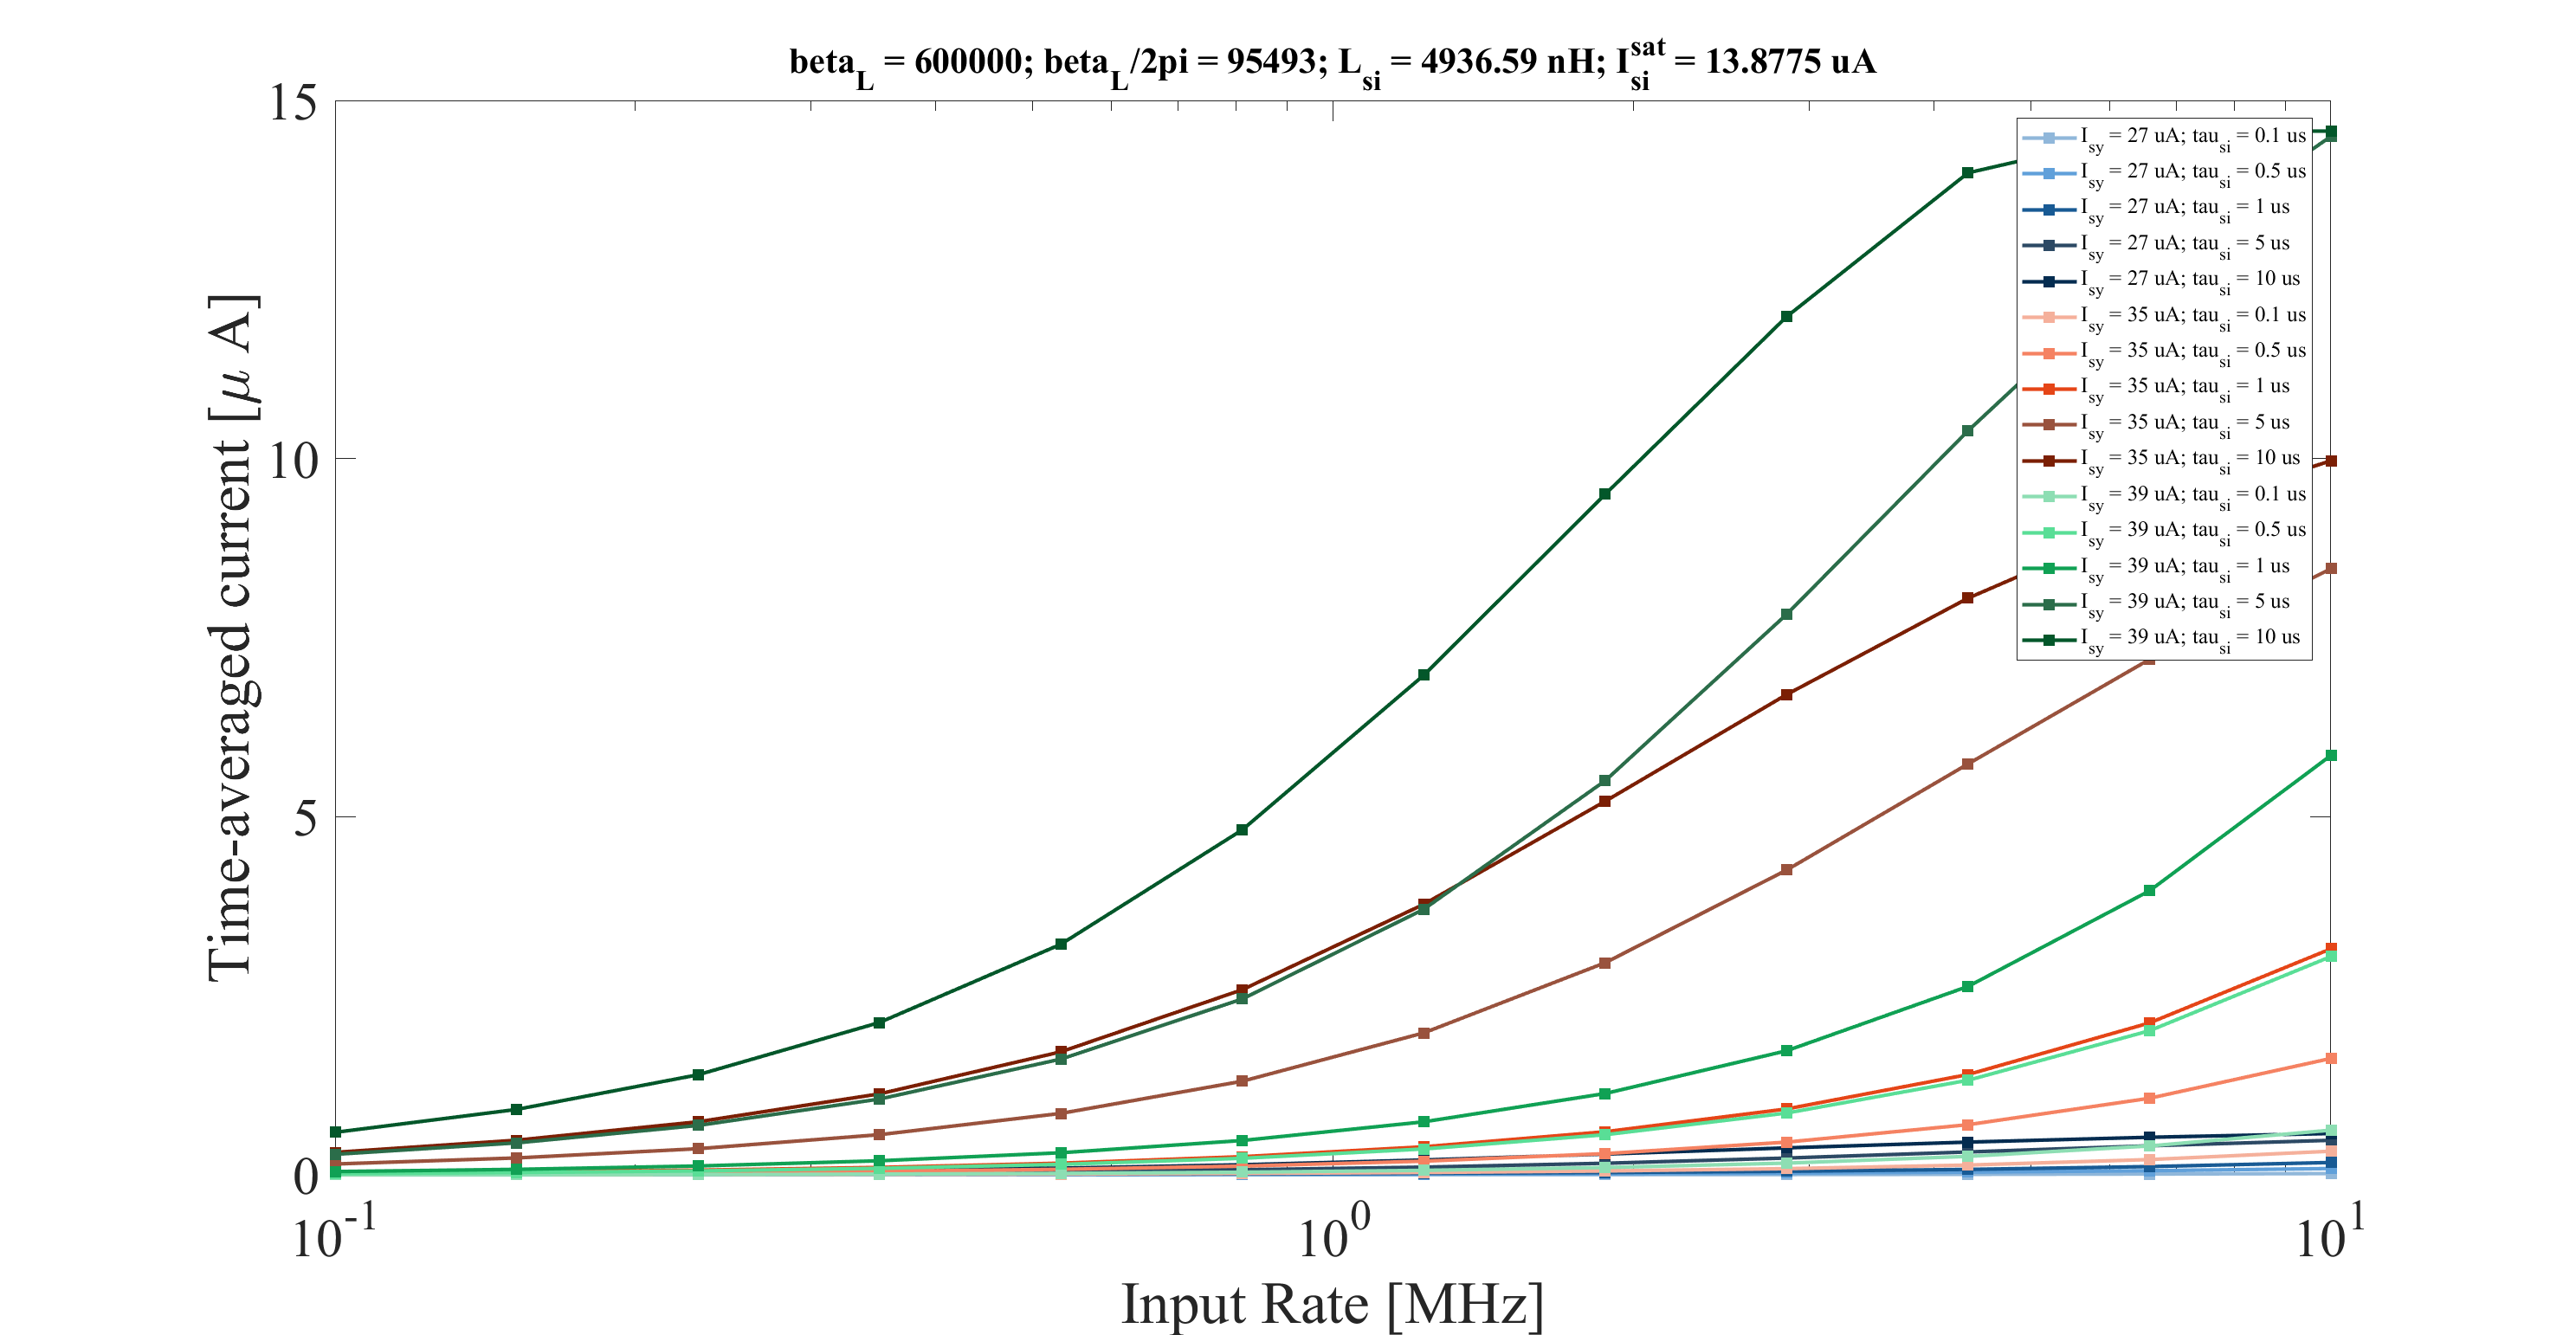 beta_L = 600000; beta_L/2pi = 95493; L_si = 4936.59 nH; I_si^sat = 13.8775 uA
15
10
5
0
Time-averaged current [μ A]
10^-1
10^0
10^1
Input Rate [MHz]
I_sy = 27 uA; tau_si = 0.1 us
I_sy = 27 uA; tau_si = 0.5 us
I_sy = 27 uA; tau_si = 1 us
I_sy = 27 uA; tau_si = 5 us
I_sy = 27 uA; tau_si = 10 us
I_sy = 35 uA; tau_si = 0.1 us
I_sy = 35 uA; tau_si = 0.5 us
I_sy = 35 uA; tau_si = 1 us
I_sy = 35 uA; tau_si = 5 us
I_sy = 35 uA; tau_si = 10 us
I_sy = 39 uA; tau_si = 0.1 us
I_sy = 39 uA; tau_si = 0.5 us
I_sy = 39 uA; tau_si = 1 us
I_sy = 39 uA; tau_si = 5 us
I_sy = 39 uA; tau_si = 10 us